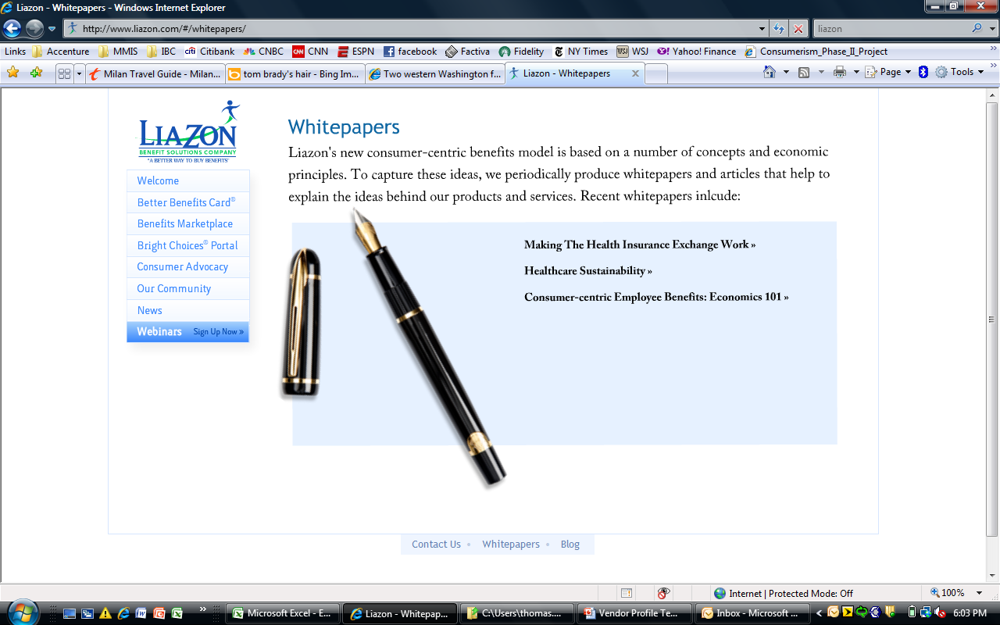 Liazon - Whitepapers - Windows Internet Explorer
http://www.liazon.com/#/whitepapers/
liazon
Links Accenture MMIS IBC citi Citibank CNBC CNN CNN ESPN facebook Factiva Fidelity NY Times WSJ WSJ Yahoo! Finance Consumerism_Phase_II_Project
Milan Travel Guide - Milan... tom brady's hair - Bing Im... Two western Washington f... Liazon - Whitepapers Page Tools
LIAZON
BENEFIT SOLUTIONS COMPANY
"A BETTER WAY TO BUY BENEFITS"
Welcome
Better Benefits Card®
Benefits Marketplace
Bright Choices® Portal
Consumer Advocacy
Our Community
News
Webinars Sign Up Now »
Whitepapers
Liazon's new consumer-centric benefits model is based on a number of concepts and economic
principles. To capture these ideas, we periodically produce whitepapers and articles that help to
explain the ideas behind our products and services. Recent whitepapers inlcude:
Making The Health Insurance Exchange Work »
Healthcare Sustainability »
Consumer-centric Employee Benefits: Economics 101 »
Contact Us • Whitepapers • Blog
Internet | Protected Mode: Off 100%
Microsoft Excel - E... Liazon - Whitepap... C:\Users\thomas.... Vendor Profile Te... Inbox - Microsoft ... 6:03 PM